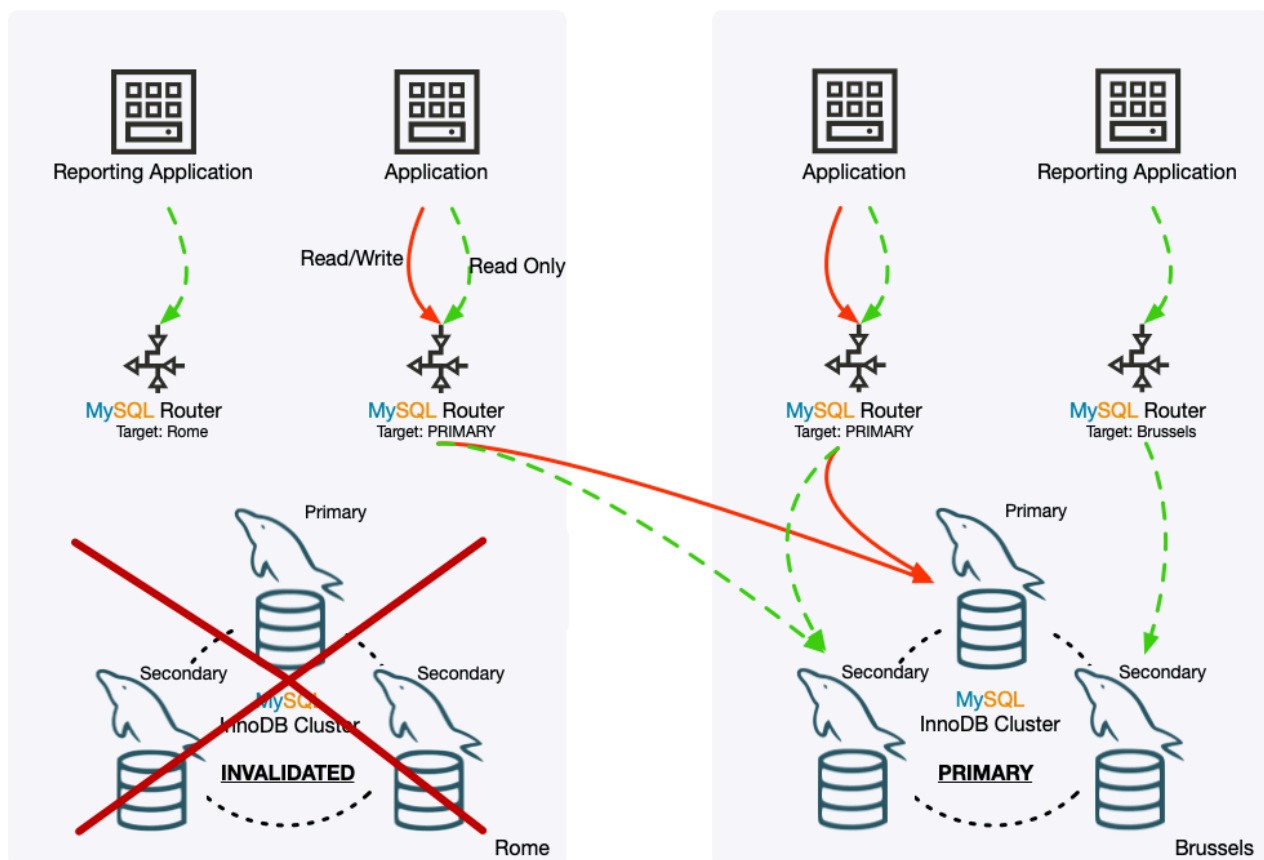 Reporting Application
Application
Application
Reporting Application
Read/Write
Read Only
MySQL Router
Target: Rome
MySQL Router
Target: PRIMARY
MySQL Router
Target: PRIMARY
MySQL Router
Target: Brussels
Primary
Secondary
Secondary
MySQL
InnoDB Cluster
INVALIDATED
Rome
Primary
Secondary
Secondary
MySQL
InnoDB Cluster
PRIMARY
Brussels